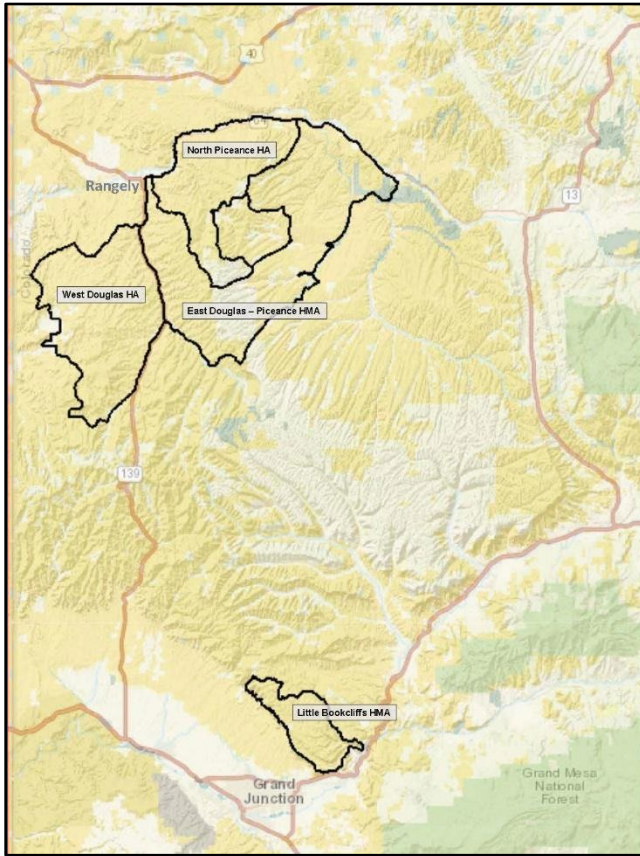 40
North Piceance HA
Rangely
13
Colorado
West Douglas HA
East Douglas – Piceance HMA
139
Little Bookcliffs HMA
Grand
Junction
Grand Mesa
National
Forest